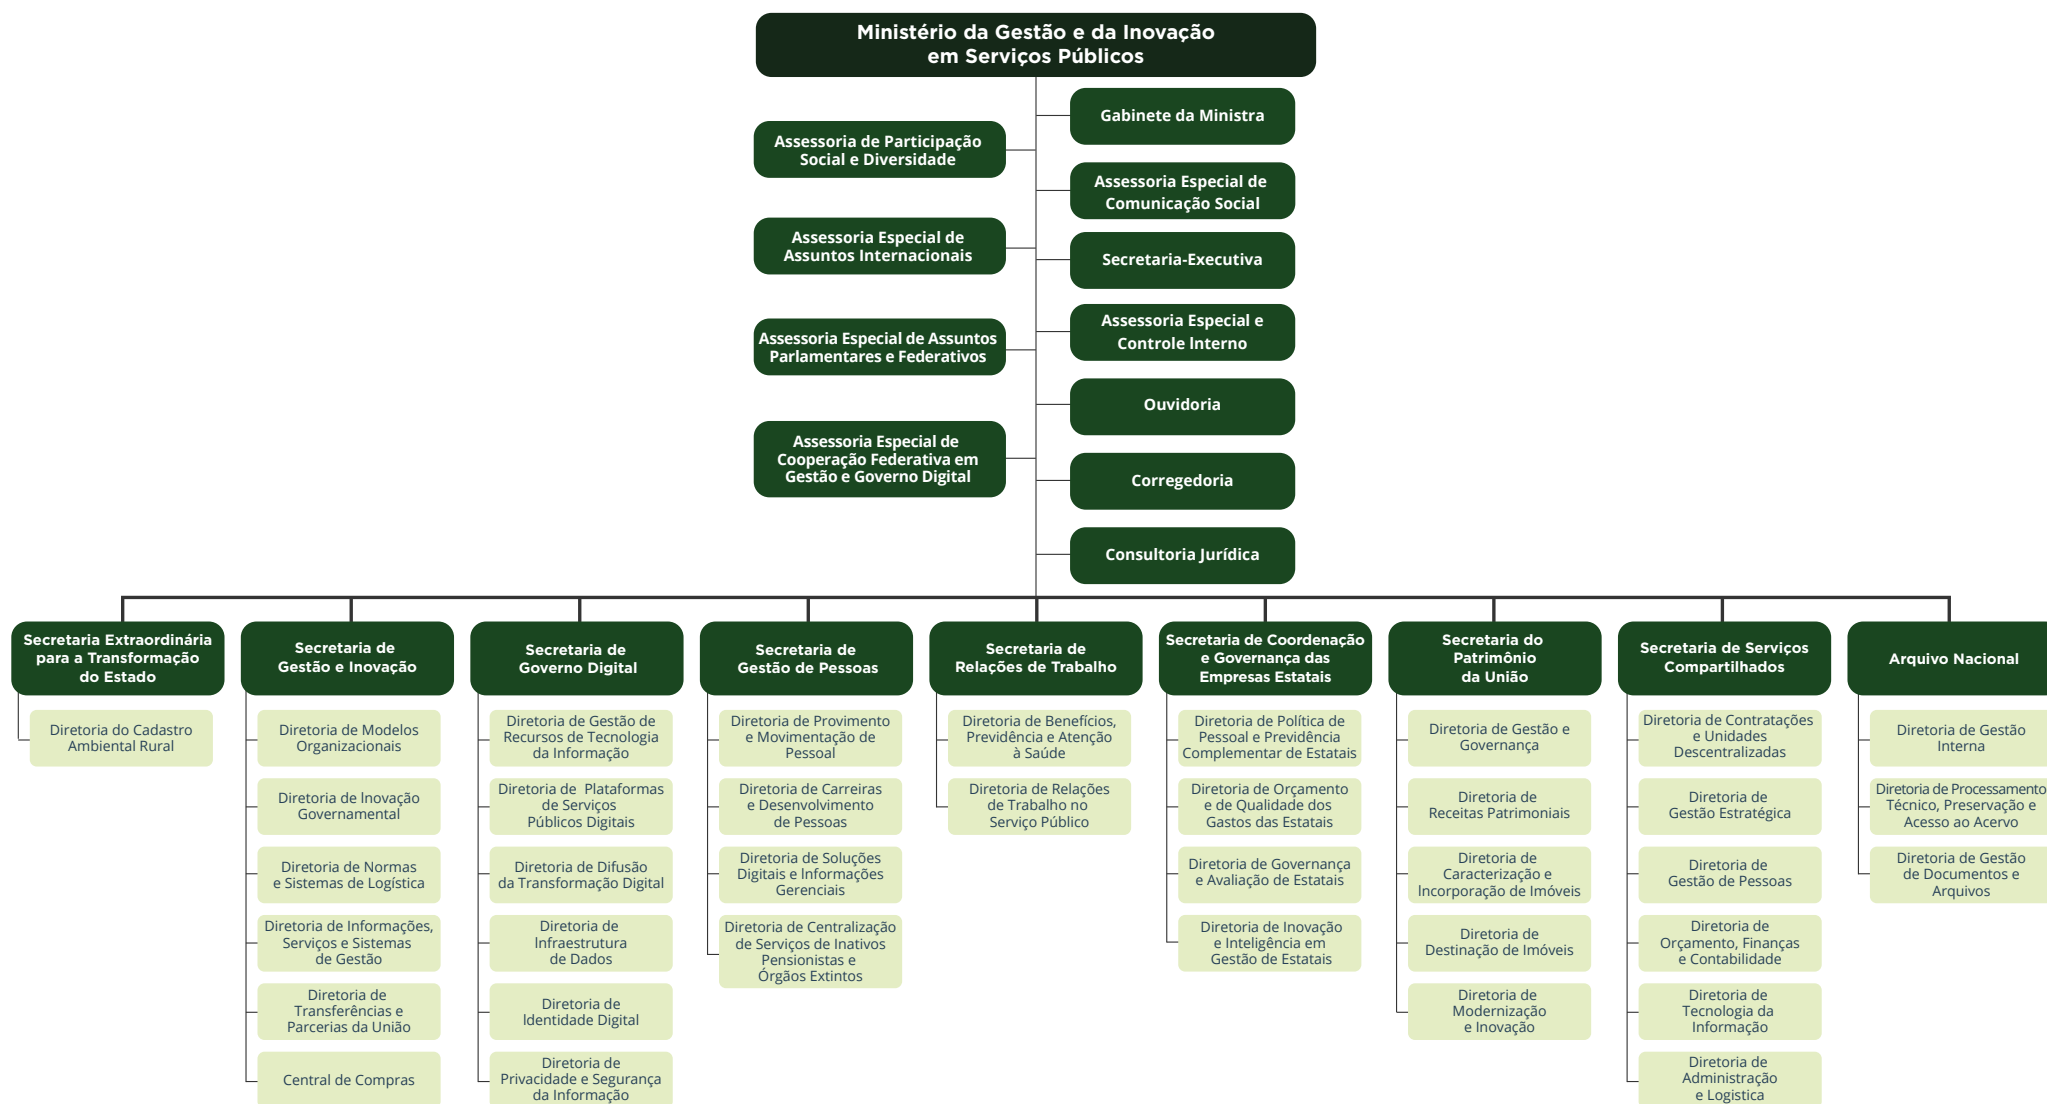 Ministério da Gestão e da Inovação
em Serviços Públicos
Gabinete da Ministra
Assessoria de Participação
Social e Diversidade
Assessoria Especial de
Comunicação Social
Assessoria Especial de
Assuntos Internacionais
Secretaria-Executiva
Assessoria Especial e
Controle Interno
Assessoria Especial de Assuntos
Parlamentares e Federativos
Ouvidoria
Assessoria Especial de
Cooperação Federativa em
Gestão e Governo Digital
Corregedoria
Consultoria Jurídica
Secretaria Extraordinária
para a Transformação
do Estado
Diretoria do Cadastro
Ambiental Rural
Secretaria de
Gestão e Inovação
Diretoria de Modelos
Organizacionais
Diretoria de Inovação
Governamental
Diretoria de Normas
e Sistemas de Logística
Diretoria de Informações,
Serviços e Sistemas
de Gestão
Diretoria de
Transferências e
Parcerias da União
Central de Compras
Secretaria de
Governo Digital
Diretoria de Gestão de
Recursos de Tecnologia
da Informação
Diretoria de Plataformas
de Serviços
Públicos Digitais
Diretoria de Difusão
da Transformação Digital
Diretoria de
Infraestrutura
de Dados
Diretoria de
Identidade Digital
Diretoria de
Privacidade e Segurança
da Informação
Secretaria de
Gestão de Pessoas
Diretoria de Provimento
e Movimentação de
Pessoal
Diretoria de Carreiras
e Desenvolvimento
de Pessoas
Diretoria de Soluções
Digitais e Informações
Gerenciais
Diretoria de Centralização
de Serviços de Inativos
Pensionistas e
Órgãos Extintos
Secretaria de
Relações de Trabalho
Diretoria de Benefícios,
Previdência e Atenção
à Saúde
Diretoria de Relações
de Trabalho no
Serviço Público
Secretaria de Coordenação
e Governança das
Empresas Estatais
Diretoria de Política de
Pessoal e Previdência
Complementar de Estatais
Diretoria de Orçamento
e de Qualidade dos
Gastos das Estatais
Diretoria de Governança
e Avaliação de Estatais
Diretoria de Inovação
e Inteligência em
Gestão de Estatais
Secretaria do
Patrimônio
da União
Diretoria de Gestão e
Governança
Diretoria de
Receitas Patrimoniais
Diretoria de
Caracterização e
Incorporação de Imóveis
Diretoria de
Destinação de Imóveis
Diretoria de
Modernização
e Inovação
Secretaria de Serviços
Compartilhados
Diretoria de Contratações
e Unidades
Descentralizadas
Diretoria de
Gestão Estratégica
Diretoria de
Gestão de Pessoas
Diretoria de
Orçamento, Finanças
e Contabilidade
Diretoria de
Tecnologia da
Informação
Diretoria de
Administração
e Logistica
Arquivo Nacional
Diretoria de Gestão
Interna
Diretoria de Processamento
Técnico, Preservação e
Acesso ao Acervo
Diretoria de Gestão
de Documentos e
Arquivos